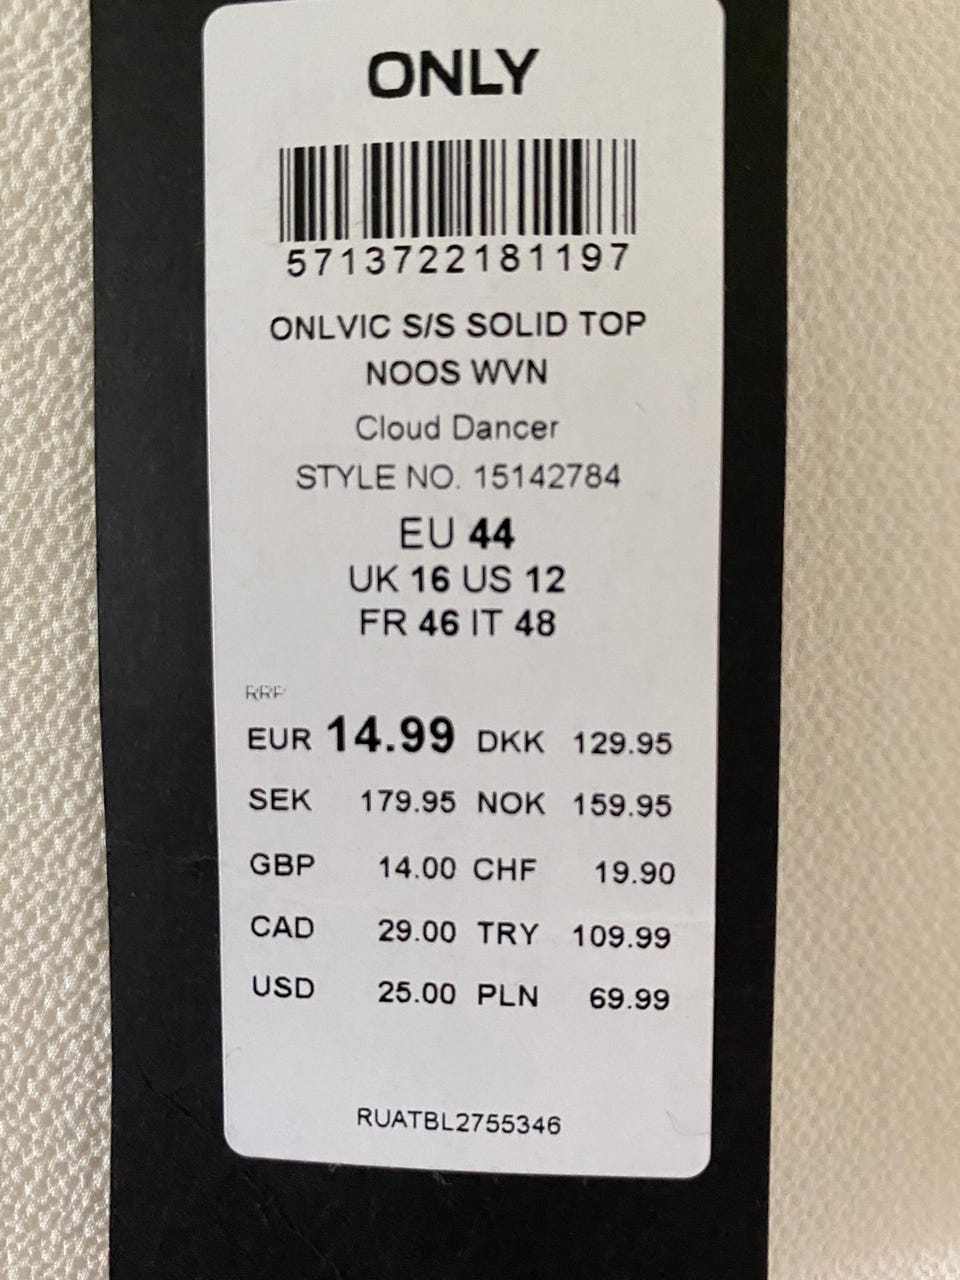 ONLY
5713722181197
ONLVIC S/S SOLID TOP
NOOS WVN
Cloud Dancer
STYLE NO. 15142784
EU 44
UK 16 US 12
FR 46 IT 48
RRP
EUR 14.99 DKK 129.95
SEK 179.95 NOK 159.95
GBP 14.00 CHF 19.90
CAD 29.00 TRY 109.99
USD 25.00 PLN 69.99
RUATBL2755346